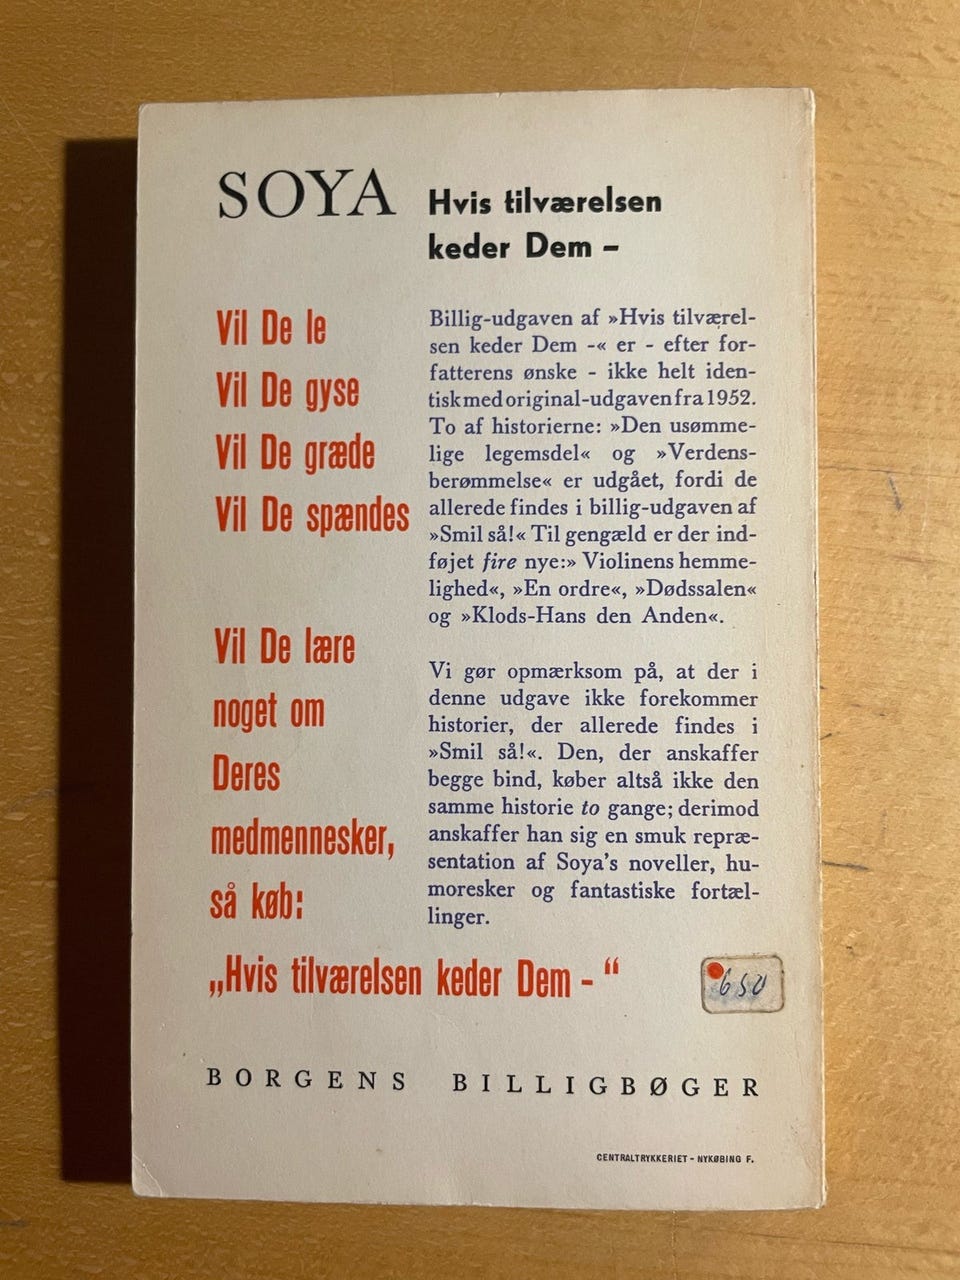 SOYA
Hvis tilværelsen
keder Dem –
Vil De le
Vil De gyse
Vil De græde
Vil De spændes
Vil De lære
noget om
Deres
medmennesker,
så køb:
„Hvis tilværelsen keder Dem – “
Billig-udgaven af »Hvis tilværel-
sen keder Dem -« er - efter for-
fatterens ønske - ikke helt iden-
tisk med original-udgaven fra 1952.
To af historierne: »Den usømme-
lige legemsdel« og »Verdens-
berømmelse« er udgået, fordi de
allerede findes i billig-udgaven af
»Smil så!« Til gengæld er der ind-
føjet fire nye:» Violinens hemme-
lighed«, »En ordre«, »Dødssalen«
og »Klods-Hans den Anden«.
Vi gør opmærksom på, at der i
denne udgave ikke forekommer
historier, der allerede findes i
»Smil så!«. Den, der anskaffer
begge bind, køber altså ikke den
samme historie to gange; derimod
anskaffer han sig en smuk repræ-
sentation af Soya's noveller, hu-
moresker og fantastiske fortæl-
linger.
650
BORGENS BILLIGBØGER
CENTRALTRYKKERIET – NYKØBING F.